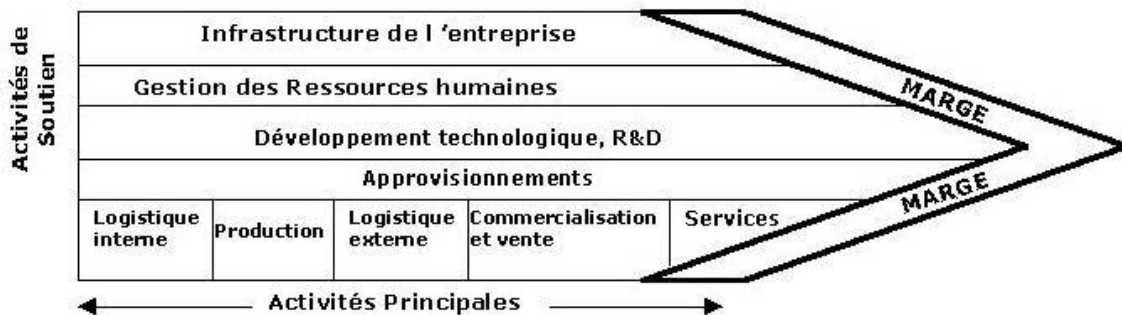 Activités de
Soutien
Infrastructure de l 'entreprise
Gestion des Ressources humaines
Développement technologique, R&D
Approvisionnements
Logistique
interne
Production
Logistique
externe
Commercialisation
et vente
Services
MARGE
MARGE
Activités Principales